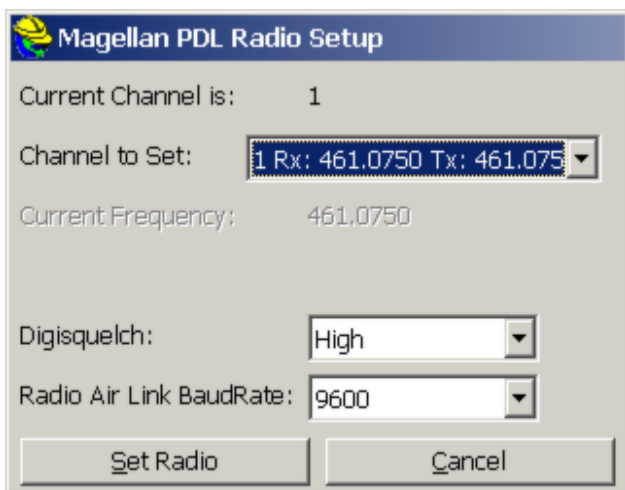 Magellan PDL Radio Setup
Current Channel is: 1
Channel to Set: 1 Rx: 461.0750 Tx: 461.075
Current Frequency: 461.0750
Digisquelch: High
Radio Air Link BaudRate: 9600
Set Radio Cancel